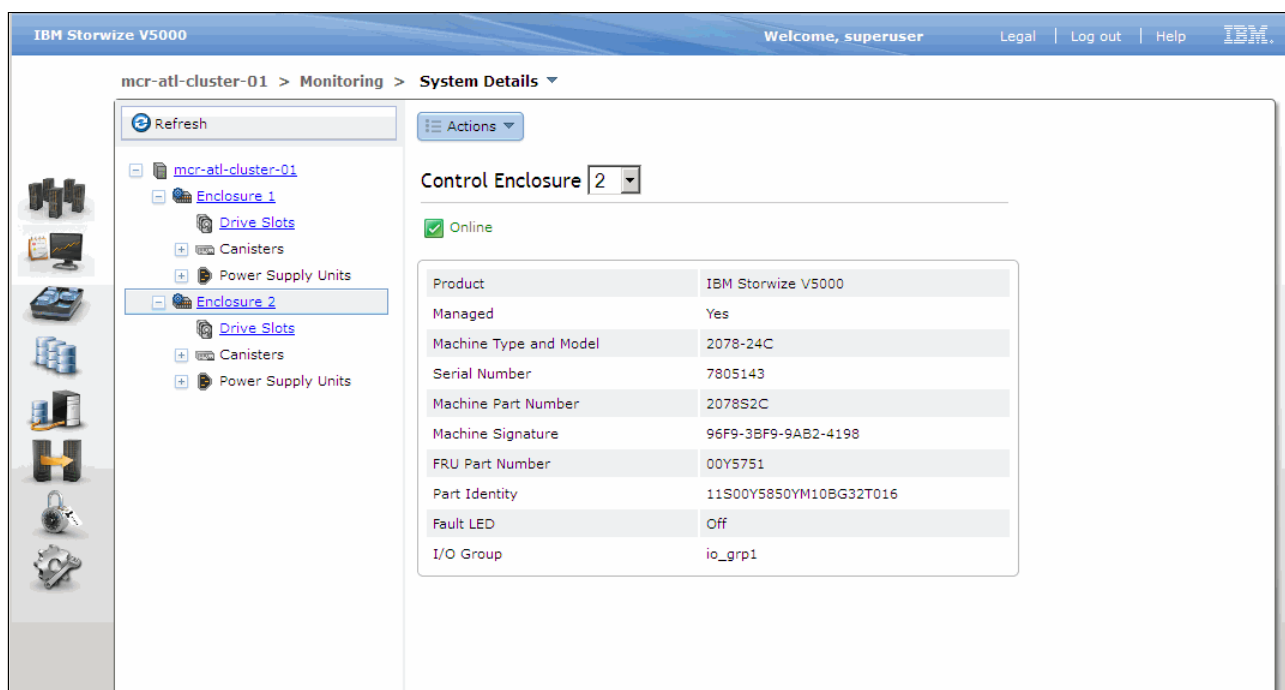 IBM Storwize V5000 Welcome, superuser Legal | Log out | Help IBM.
mcr-atl-cluster-01 > Monitoring > System Details
Refresh
Actions
mcr-atl-cluster-01
Enclosure 1
Drive Slots
Canisters
Power Supply Units
Enclosure 2
Drive Slots
Canisters
Power Supply Units
Control Enclosure 2
Online
Product IBM Storwize V5000
Managed Yes
Machine Type and Model 2078-24C
Serial Number 7805143
Machine Part Number 2078S2C
Machine Signature 96F9-3BF9-9AB2-4198
FRU Part Number 00Y5751
Part Identity 11S00Y5850YM10BG32T016
Fault LED Off
I/O Group io_grp1